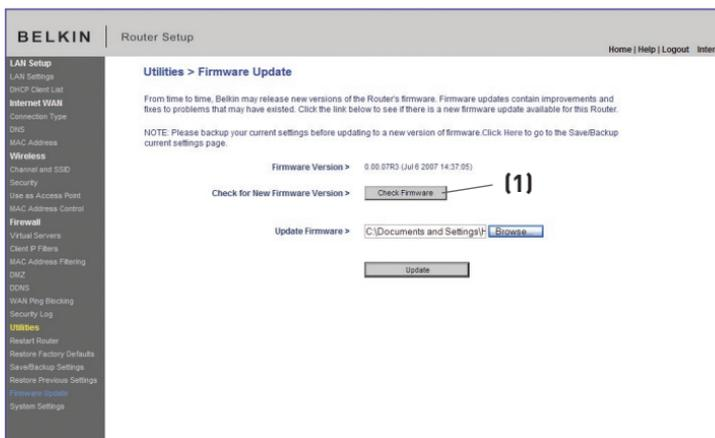 BELKIN
Router Setup
Home | Help | Logout Inter
LAN Setup
LAN Settings
DHCP Client List
Internet WAN
Connection Type
DNS
MAC Address
Wireless
Channel and SSID
Security
Use as Access Point
MAC Address Control
Firewall
Virtual Servers
Client IP Filters
MAC Address Filtering
DMZ
DDNS
WAN Ping Blocking
Security Log
Utilities
Restart Router
Restore Factory Defaults
Save/Backup Settings
Restore Previous Settings
Firmware Update
System Settings
Utilities > Firmware Update
From time to time, Belkin may release new versions of the Router's firmware. Firmware updates contain improvements and
fixes to problems that may have existed. Click the link below to see if there is a new firmware update available for this Router.
NOTE: Please backup your current settings before updating to a new version of firmware.Click Here to go to the Save/Backup
current settings page.
Firmware Version > 0.00.07R3 (Jul 6 2007 14:37:05)
Check for New Firmware Version > Check Firmware (1)
Update Firmware > C:\Documents and Settings\H Browse...
Update